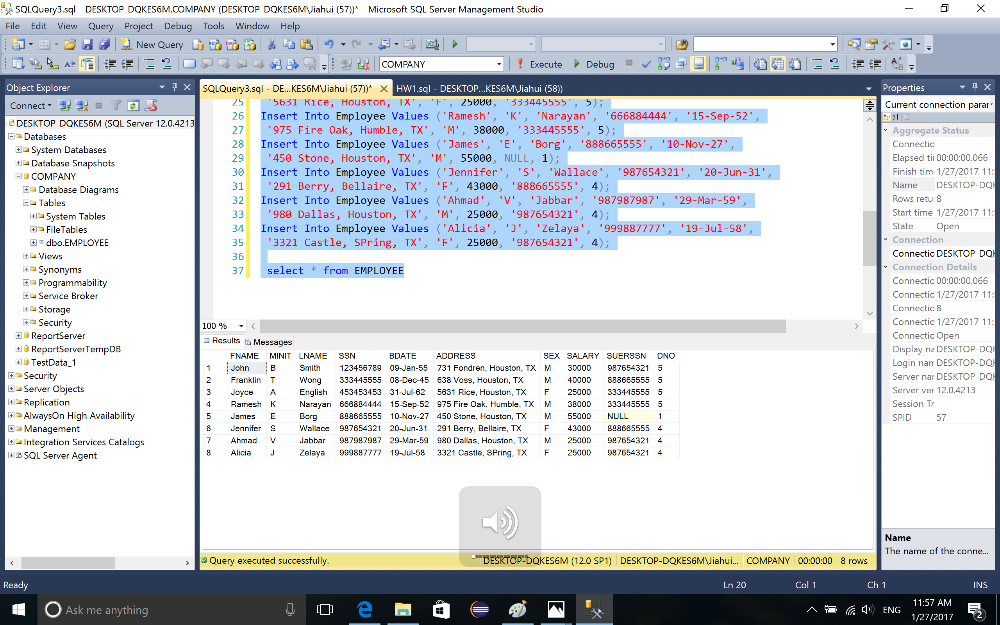 SQLQuery3.sql - DESKTOP-DQKES6M.COMPANY (DESKTOP-DQKES6M\Jiahui (57))* - Microsoft SQL Server Management Studio
File Edit View Query Project Debug Tools Window Help
New Query
COMPANY Execute Debug
Object Explorer
Connect
DESKTOP-DQKES6M (SQL Server 12.0.4213
Databases
System Databases
Database Snapshots
COMPANY
Database Diagrams
Tables
System Tables
FileTables
dbo.EMPLOYEE
Views
Synonyms
Programmability
Service Broker
Storage
Security
ReportServer
ReportServerTempDB
TestData_1
Security
Server Objects
Replication
AlwaysOn High Availability
Management
Integration Services Catalogs
SQL Server Agent
SQLQuery3.sql - DE...KES6M\Jiahui (57))* HW1.sql - DESKTOP...KES6M\Jiahui (58))
25 '5631 Rice, Houston, TX', 'F', 25000, '333445555', 5);
26 Insert Into Employee Values ('Ramesh', 'K', 'Narayan', '666884444', '15-Sep-52',
27 '975 Fire Oak, Humble, TX', 'M', 38000, '333445555', 5);
28 Insert Into Employee Values ('James', 'E', 'Borg', '888665555', '10-Nov-27',
29 '450 Stone, Houston, TX', 'M', 55000, NULL, 1);
30 Insert Into Employee Values ('Jennifer', 'S', 'Wallace', '987654321', '20-Jun-31',
31 '291 Berry, Bellaire, TX', 'F', 43000, '888665555', 4);
32 Insert Into Employee Values ('Ahmad', 'V', 'Jabbar', '987987987', '29-Mar-59',
33 '980 Dallas, Houston, TX', 'M', 25000, '987654321', 4);
34 Insert Into Employee Values ('Alicia', 'J', 'Zelaya', '999887777', '19-Jul-58',
35 '3321 Castle, SPring, TX', 'F', 25000, '987654321', 4);
36
37 select * from EMPLOYEE
100 %
Results Messages
FNAME MINIT LNAME SSN BDATE ADDRESS SEX SALARY SUERSSN DNO
1 John B Smith 123456789 09-Jan-55 731 Fondren, Houston, TX M 30000 987654321 5
2 Franklin T Wong 333445555 08-Dec-45 638 Voss, Houston, TX M 40000 888665555 5
3 Joyce A English 453453453 31-Jul-62 5631 Rice, Houston, TX F 25000 333445555 5
4 Ramesh K Narayan 666884444 15-Sep-52 975 Fire Oak, Humble, TX M 38000 333445555 5
5 James E Borg 888665555 10-Nov-27 450 Stone, Houston, TX M 55000 NULL 1
6 Jennifer S Wallace 987654321 20-Jun-31 291 Berry, Bellaire, TX F 43000 888665555 4
7 Ahmad V Jabbar 987987987 29-Mar-59 980 Dallas, Houston, TX M 25000 987654321 4
8 Alicia J Zelaya 999887777 19-Jul-58 3321 Castle, SPring, TX F 25000 987654321 4
Query executed successfully. DESKTOP-DQKES6M (12.0 SP1) DESKTOP-DQKES6M\Jiahui... COMPANY 00:00:00 8 rows
Properties
Current connection parar
Aggregate Status
Connectio
Elapsed ti 00:00:00.066
Finish time 1/27/2017 11:
Name DESKTOP-DQK
Rows retu 8
Start time 1/27/2017 11:
State Open
Connection
Connectio DESKTOP-DQK
Connection Details
Connectio 00:00:00.066
Connectio 1/27/2017 11:
Connectio 8
Connectio 1/27/2017 11:
Connectio Open
Display na DESKTOP-DQK
Login nam DESKTOP-DQK
Server nar DESKTOP-DQK
Server ver 12.0.4213
Session Tr
SPID 57
Name
The name of the conne...
Ready Ln 20 Col 1 Ch 1 INS
Ask me anything
ENG
11:57 AM
1/27/2017
2